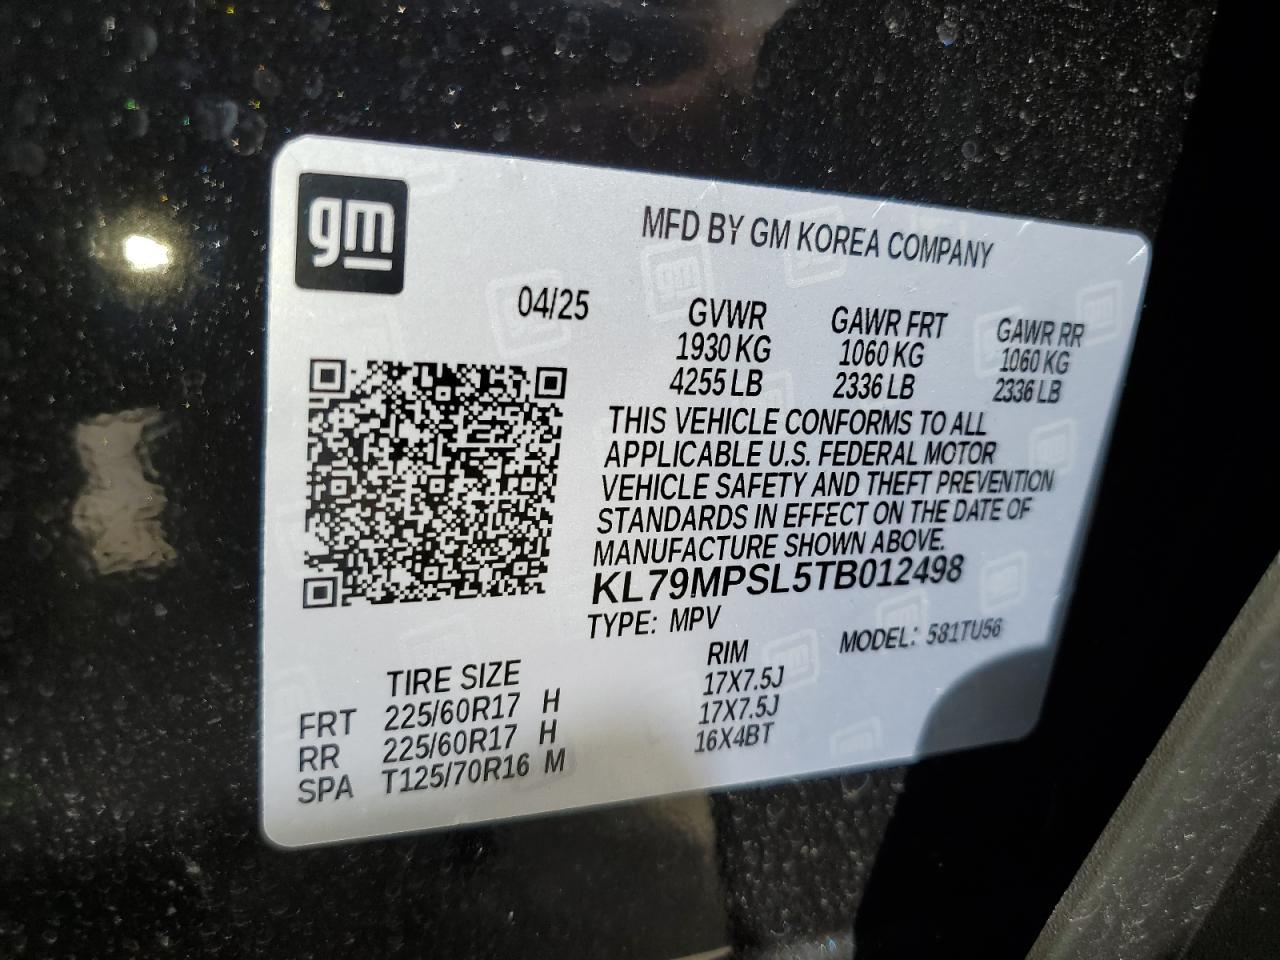 gm
MFD BY GM KOREA COMPANY
04/25 GVWR GAWR FRT GAWR RR
1930 KG 1060 KG 1060 KG
4255 LB 2336 LB 2336 LB
THIS VEHICLE CONFORMS TO ALL
APPLICABLE U.S. FEDERAL MOTOR
VEHICLE SAFETY AND THEFT PREVENTION
STANDARDS IN EFFECT ON THE DATE OF
MANUFACTURE SHOWN ABOVE.
KL79MPSL5TB012498
TYPE: MPV MODEL: 581TU56
TIRE SIZE RIM
FRT 225/60R17 H 17X7.5J
RR 225/60R17 H 17X7.5J
SPA T125/70R16 M 16X4BT